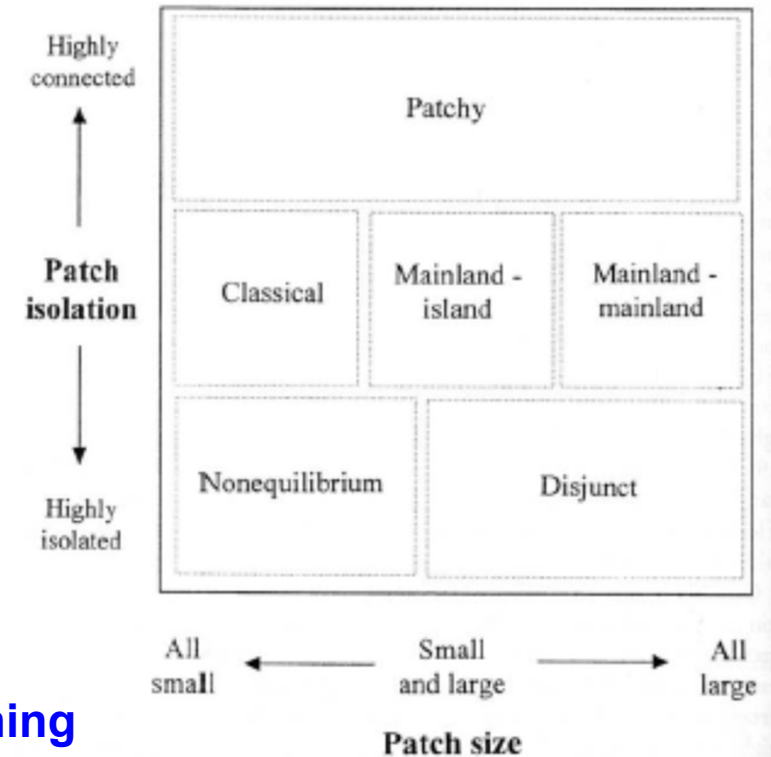 Highly
connected
Patch
isolation
Highly
isolated
Patchy
Classical
Mainland -
island
Mainland -
mainland
Nonequilibrium
Disjunct
All
small
Small
and large
All
large
Patch size